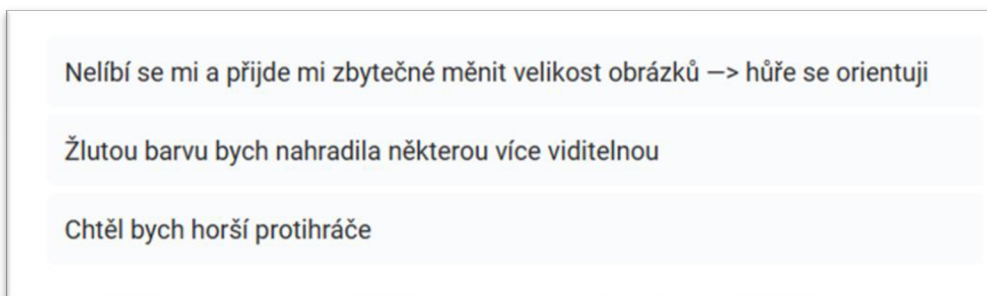 Nelíbí se mi a přijde mi zbytečné měnit velikost obrázků —> hůře se orientuji
Žlutou barvu bych nahradila některou více viditelnou
Chtěl bych horší protihráče